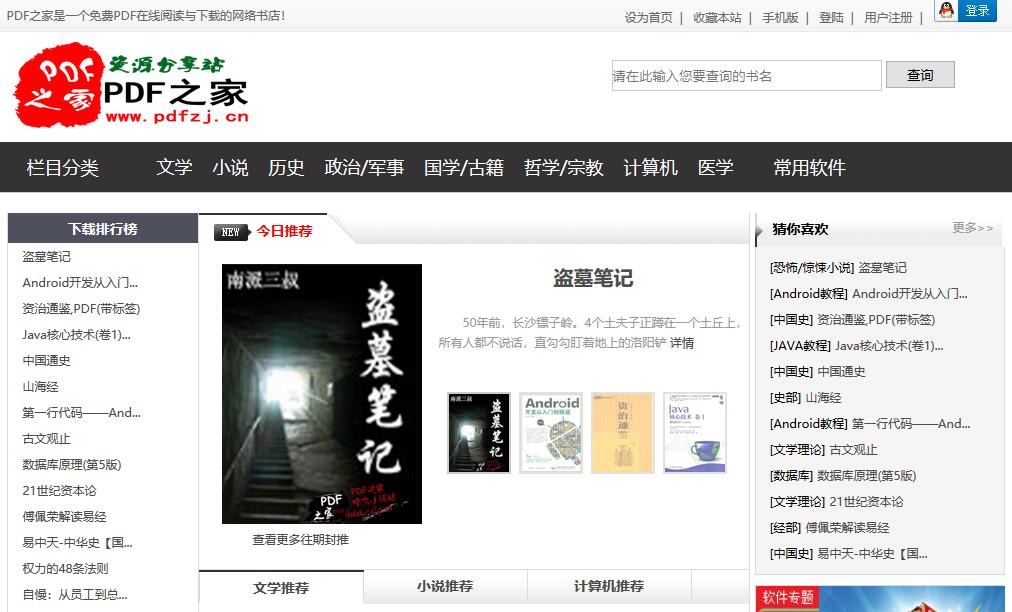 PDF之家是一个免费PDF在线阅读与下载的网络书店!
设为首页 | 收藏本站 | 手机版 | 登陆 | 用户注册 | 登录
PDF之家
资源分享站
PDF之家
www.pdfzj.cn
请在此输入您要查询的书名
查询
栏目分类 文学 小说 历史 政治/军事 国学/古籍 哲学/宗教 计算机 医学 常用软件
下载排行榜
盗墓笔记
Android开发从入门...
资治通鉴,PDF(带标签)
Java核心技术(卷1)...
中国通史
山海经
第一行代码——And...
古文观止
数据库原理(第5版)
21世纪资本论
傅佩荣解读易经
易中天-中华史【国...
权力的48条法则
自慢：从员工到总...
NEW 今日推荐
南派三叔
盗墓笔记
PDF之家
查看更多往期封推
盗墓笔记
50年前，长沙镖子岭。4个土夫子正蹲在一个土丘上，
所有人都不说话，直勾勾盯着地上的洛阳铲 详情
南派三叔
盗墓笔记
Android
开发从入门到精通
资治通鉴
Java
核心技术 卷I
文学推荐 小说推荐 计算机推荐
猜你喜欢 更多>>
[恐怖/惊悚小说] 盗墓笔记
[Android教程] Android开发从入门...
[中国史] 资治通鉴,PDF(带标签)
[JAVA教程] Java核心技术(卷1)...
[中国史] 中国通史
[史部] 山海经
[Android教程] 第一行代码——And...
[文学理论] 古文观止
[数据库] 数据库原理(第5版)
[文学理论] 21世纪资本论
[经部] 傅佩荣解读易经
[中国史] 易中天-中华史【国...
软件专题